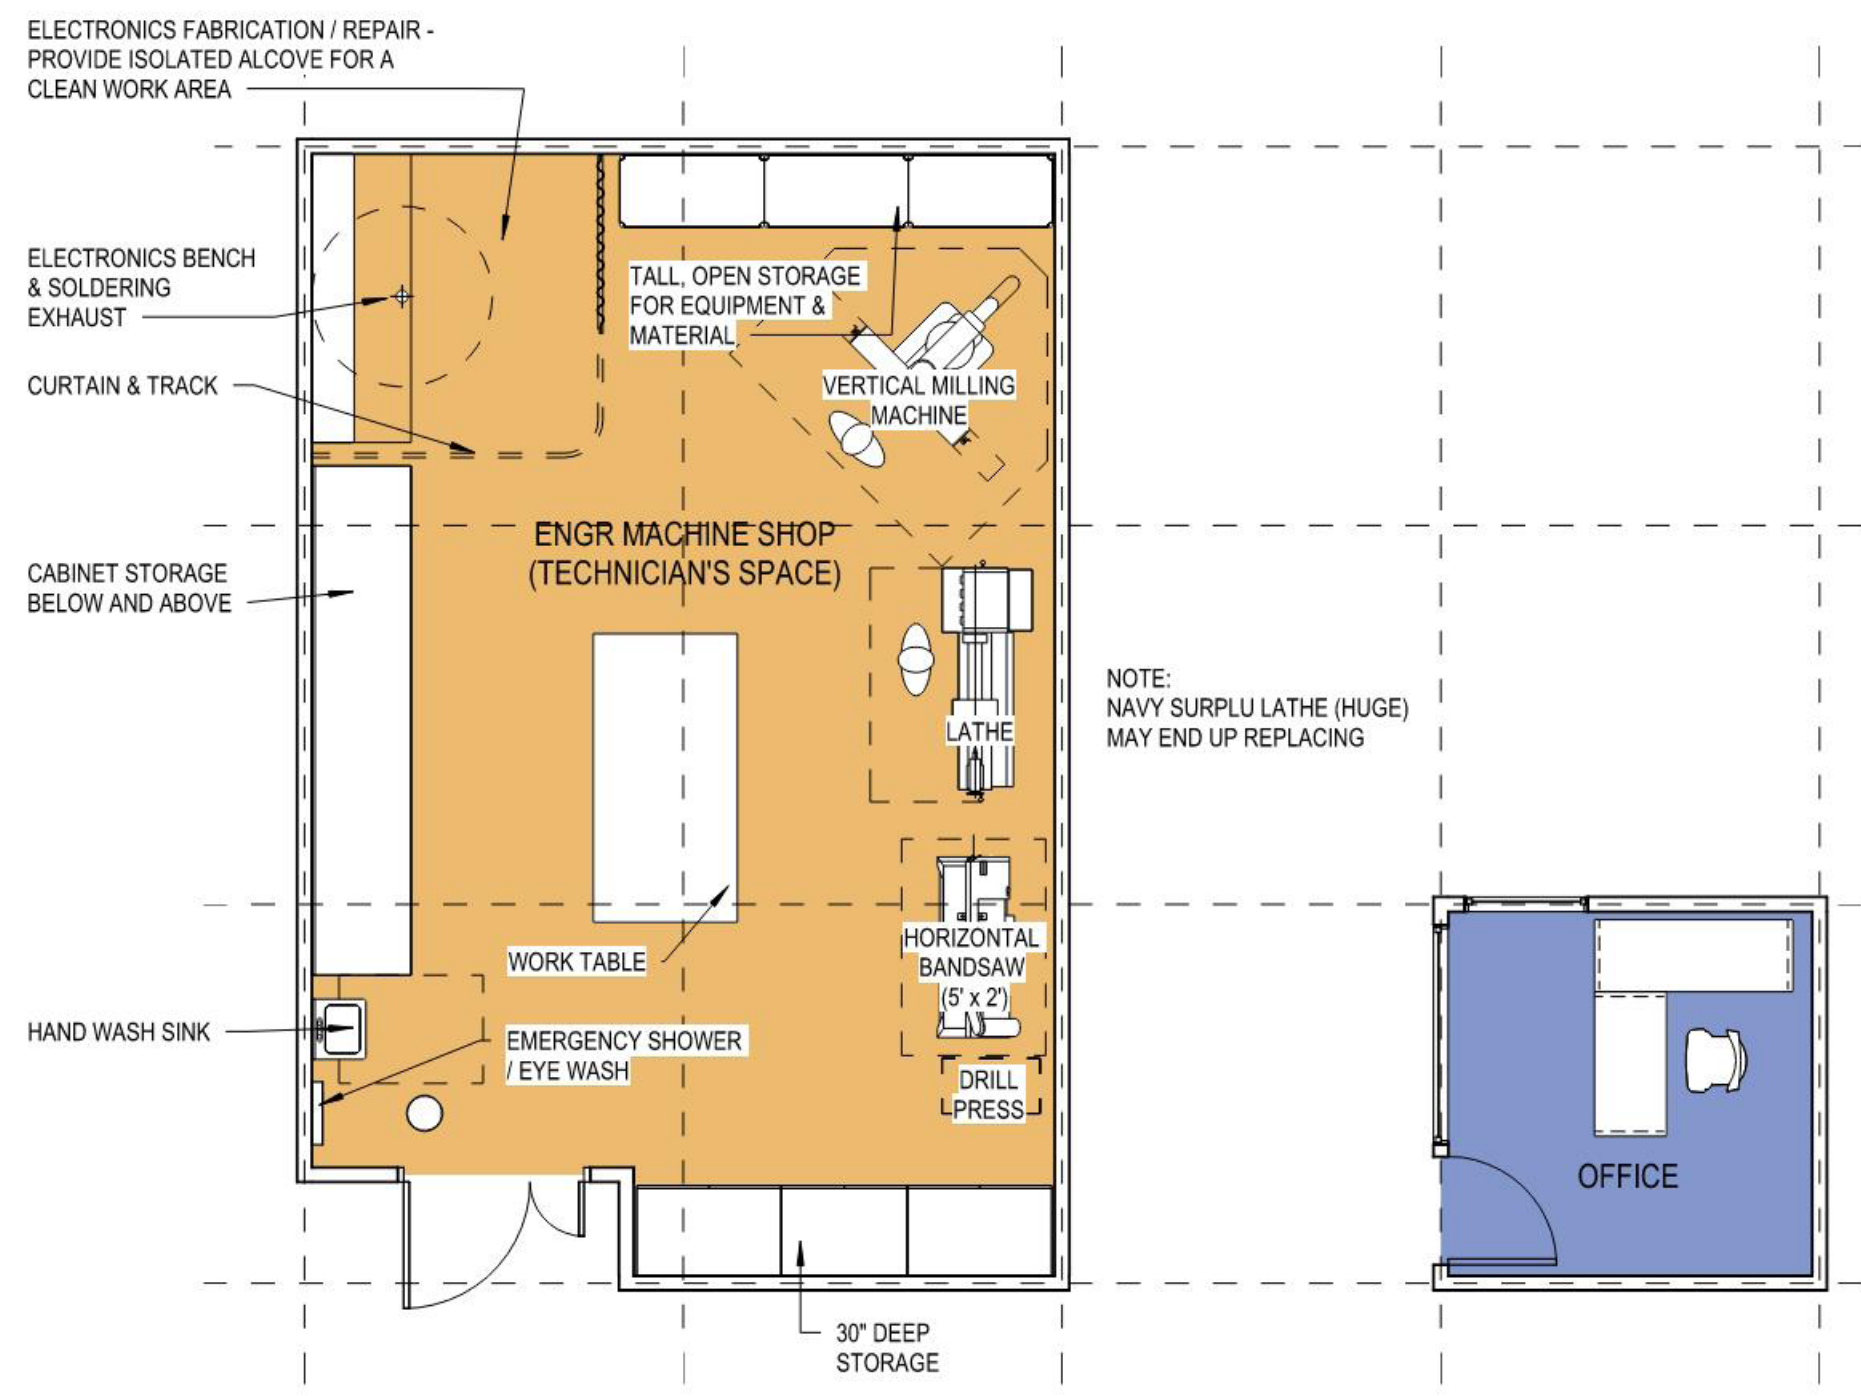 ELECTRONICS FABRICATION / REPAIR -
PROVIDE ISOLATED ALCOVE FOR A
CLEAN WORK AREA
ELECTRONICS BENCH
& SOLDERING
EXHAUST
CURTAIN & TRACK
TALL, OPEN STORAGE
FOR EQUIPMENT &
MATERIAL
VERTICAL MILLING
MACHINE
ENGR MACHINE SHOP
(TECHNICIAN'S SPACE)
CABINET STORAGE
BELOW AND ABOVE
LATHE
NOTE:
NAVY SURPLU LATHE (HUGE)
MAY END UP REPLACING
WORK TABLE
HORIZONTAL
BANDSAW
(5' x 2')
HAND WASH SINK
EMERGENCY SHOWER
/ EYE WASH
DRILL
PRESS
OFFICE
30" DEEP
STORAGE